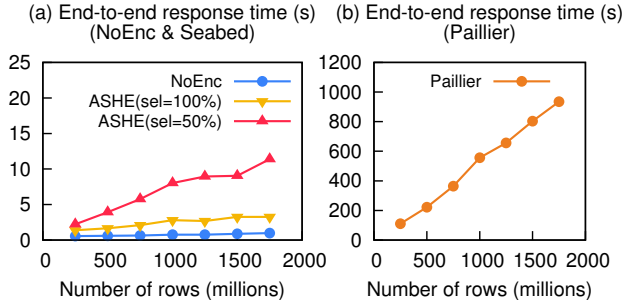 (a) End-to-end response time (s)
(NoEnc & Seabed)
25
20
15
10
5
0
NoEnc
ASHE(sel=100%)
ASHE(sel=50%)
0 500 1000 1500 2000
Number of rows (millions)
(b) End-to-end response time (s)
(Paillier)
1200
1000
800
600
400
200
0
Paillier
0 500 1000 1500 2000
Number of rows (millions)